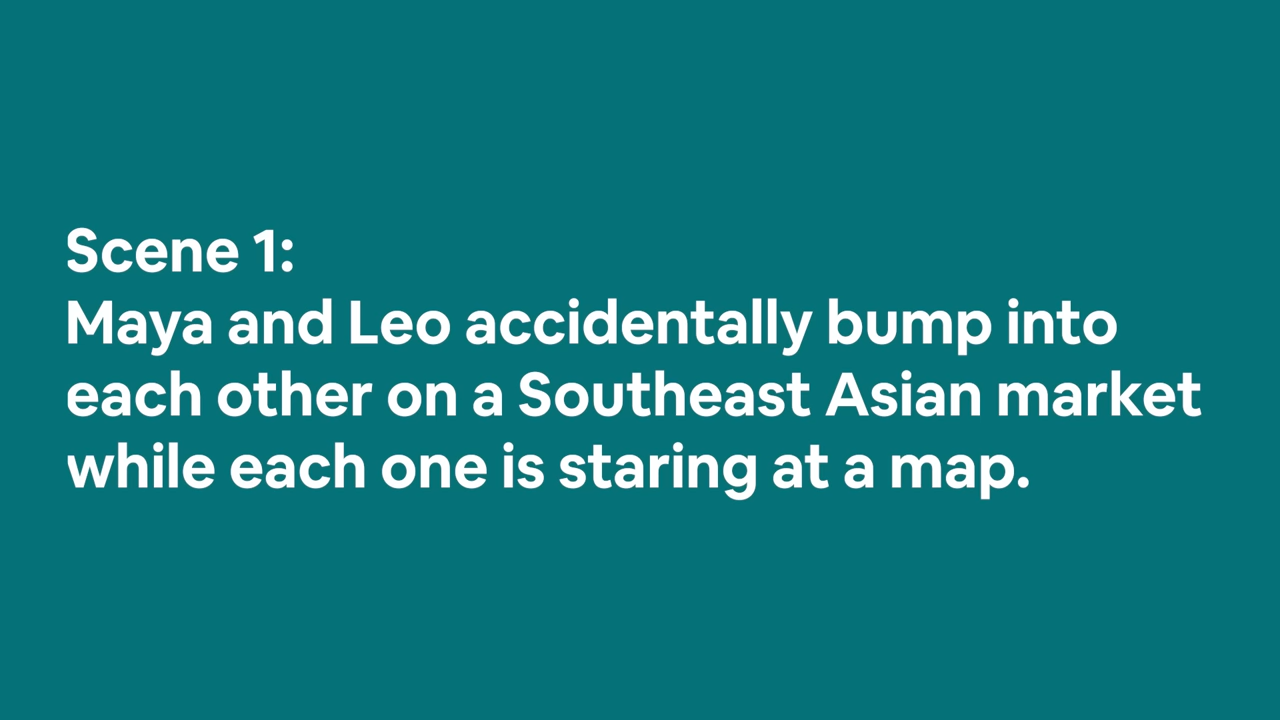 Scene 1:
Maya and Leo accidentally bump into
each other on a Southeast Asian market
while each one is staring at a map.